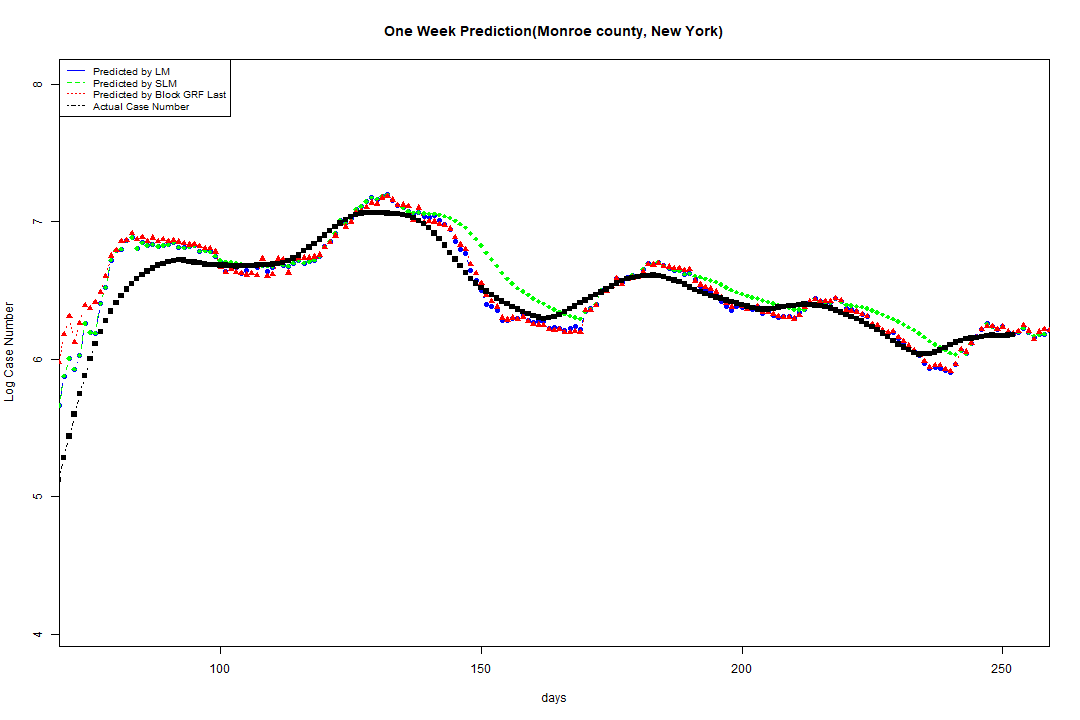 One Week Prediction(Monroe county, New York)
Predicted by LM
Predicted by SLM
Predicted by Block GRF Last
Actual Case Number
8
7
6
5
4
Log Case Number
100
150
200
250
days